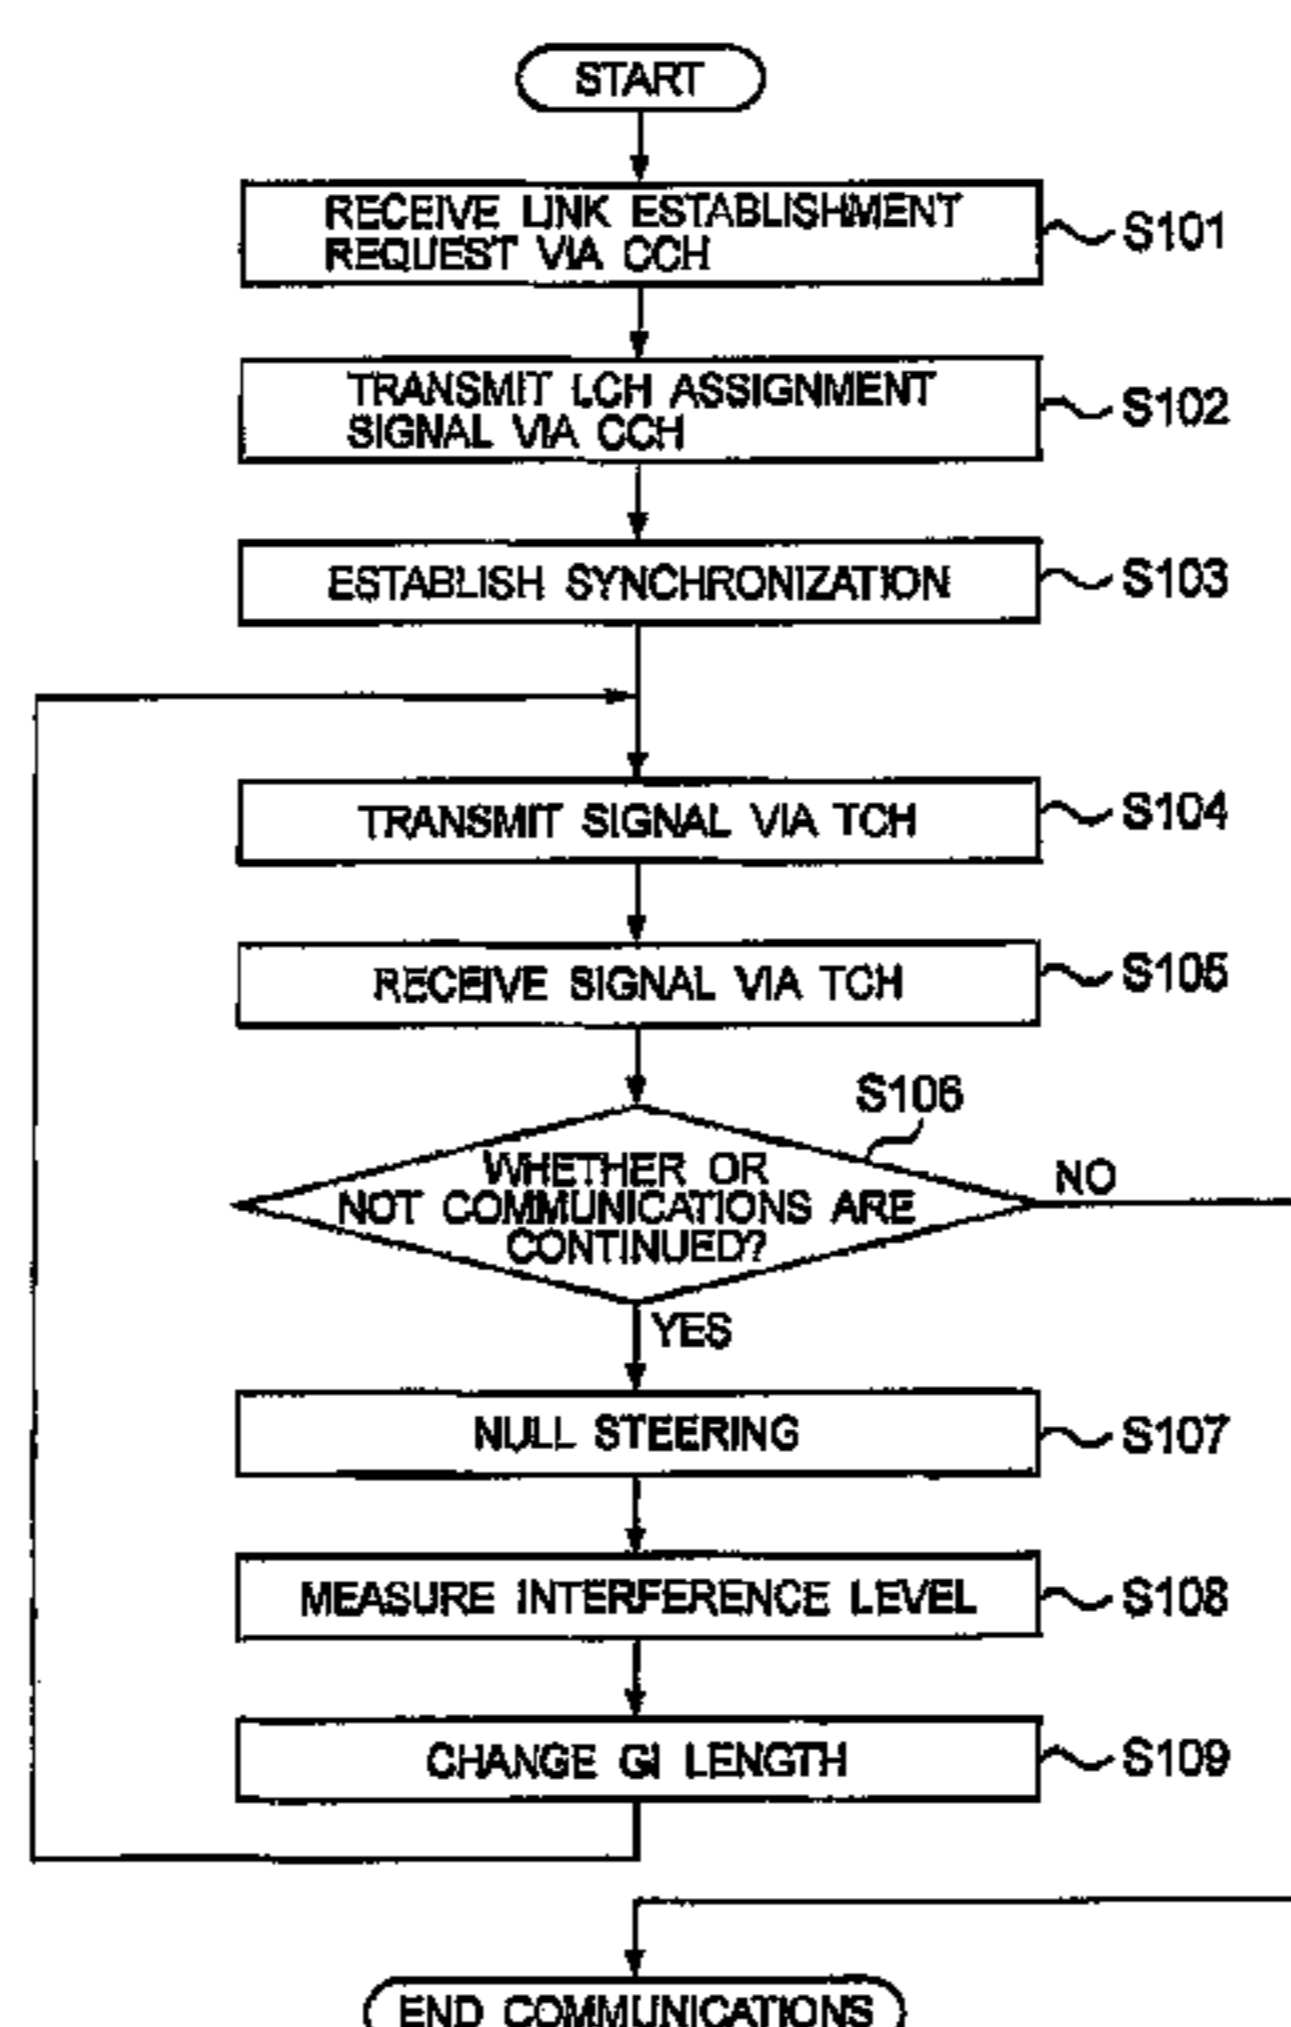 START
RECEIVE LINK ESTABLISHMENT
REQUEST VIA CCH
S101
TRANSMIT LCH ASSIGNMENT
SIGNAL VIA CCH
S102
ESTABLISH SYNCHRONIZATION
S103
TRANSMIT SIGNAL VIA TCH
S104
RECEIVE SIGNAL VIA TCH
S105
S106
WHETHER OR
NOT COMMUNICATIONS ARE
CONTINUED?
NO
YES
NULL STEERING
S107
MEASURE INTERFERENCE LEVEL
S108
CHANGE GI LENGTH
S109
END COMMUNICATIONS